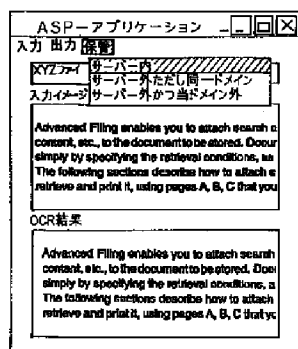 ASP-アプリケーション
入力 出力 保管
XYZファイ
サーバー内
サーバー外ただし同一ドメイン
サーバー外かつ当ドメイン外
入力イメージ
Advanced Filing enables you to attach search c
content, etc., to the document to be stored. Docur
simply by specifying the retrieval conditions, as
The following sections describe how to attach s
retrieve and print it, using pages A, B, C that you
OCR結果
Advanced Filing enables you to attach search
content, etc., to the document to be stored. Docu
simply by specifying the retrieval conditions, a
The following sections describe how to attach
retrieve and print it, using pages A, B, C that yo